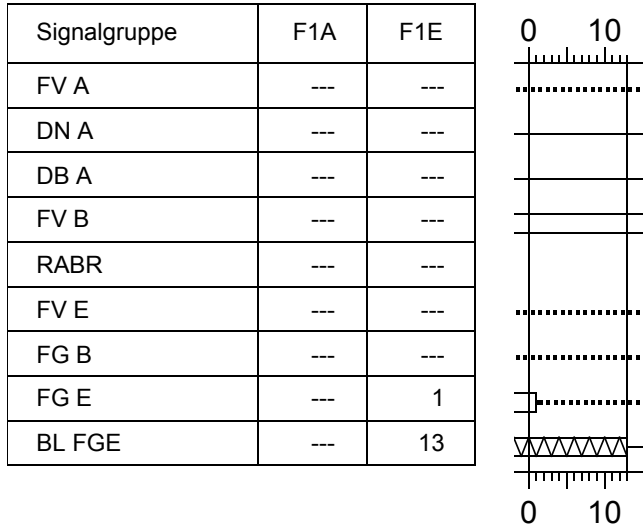 Signalgruppe F1A F1E 0 10
FV A --- ---
DN A --- ---
DB A --- ---
FV B --- ---
RABR --- ---
FV E --- ---
FG B --- ---
FG E --- 1
BL FGE --- 13
0 10